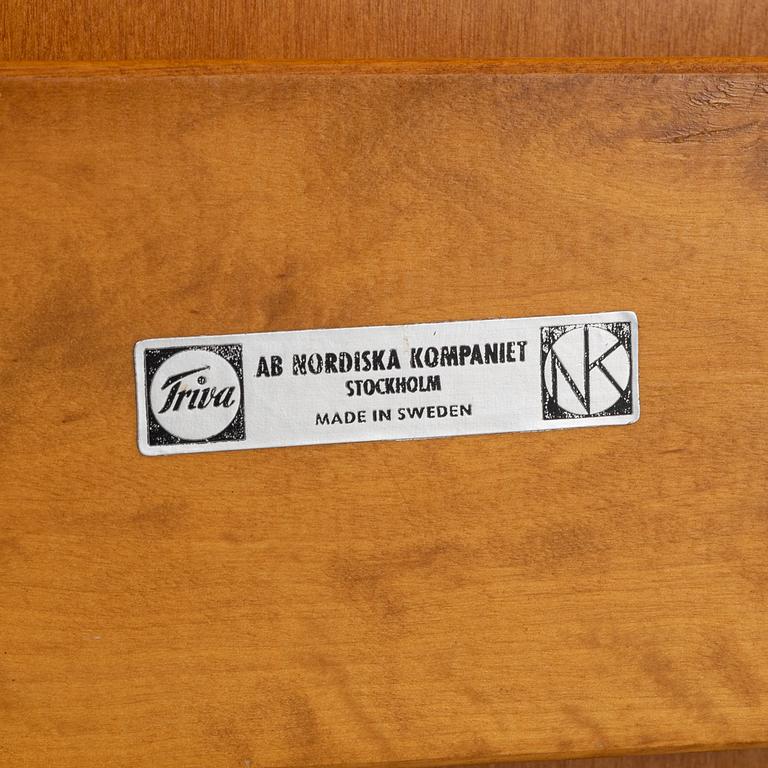 Triva
AB NORDISKA KOMPANIET
STOCKHOLM
MADE IN SWEDEN
NK